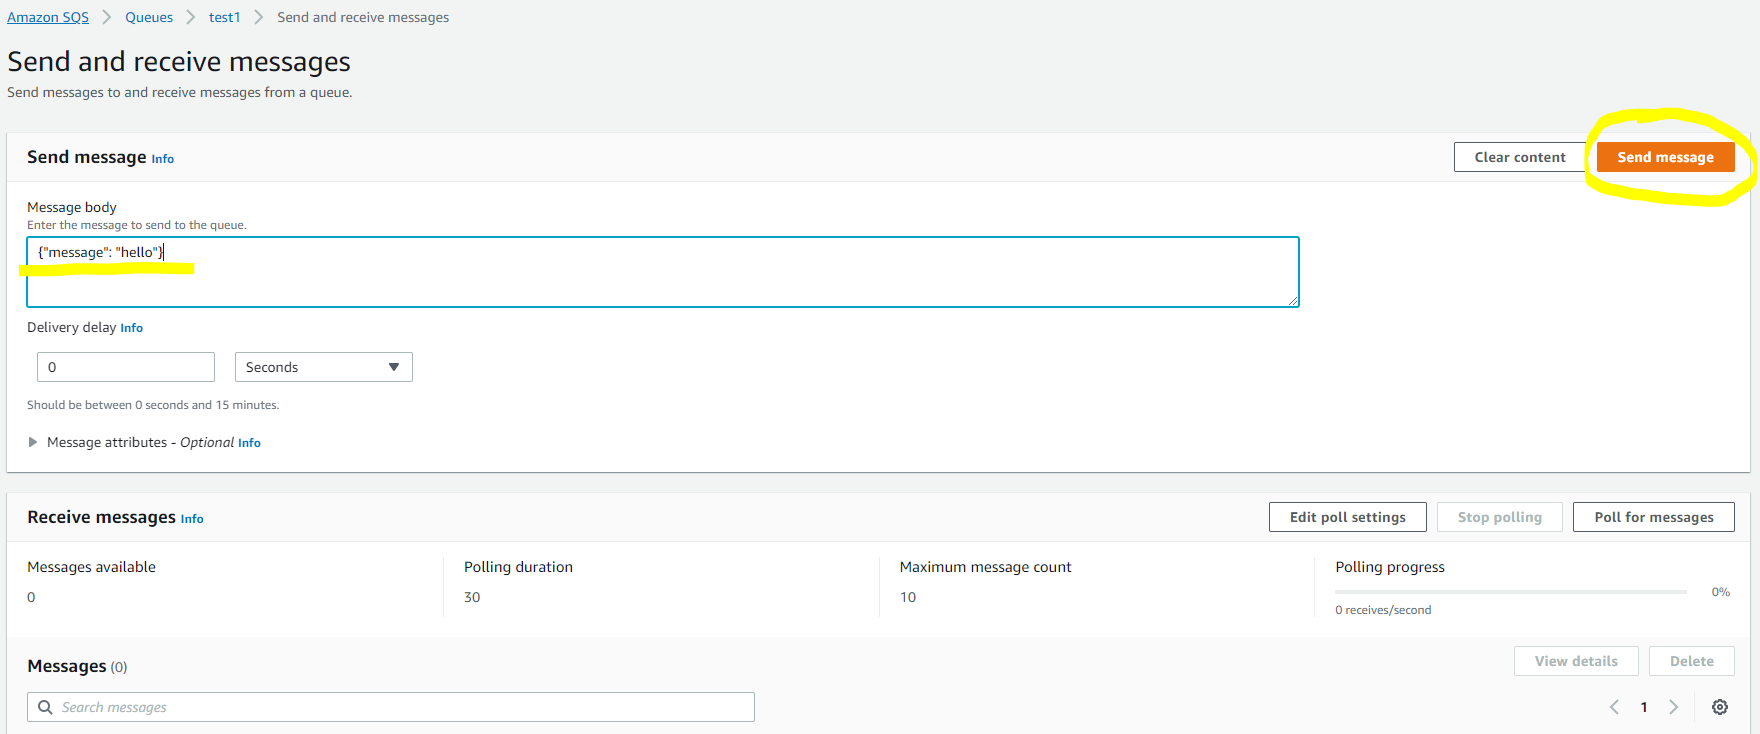 Amazon SQS > Queues > test1 > Send and receive messages
Send and receive messages
Send messages to and receive messages from a queue.
Send message Info
Clear content
Send message
Message body
Enter the message to send to the queue.
{"message": "hello"}
Delivery delay Info
0
Seconds
Should be between 0 seconds and 15 minutes.
Message attributes - Optional Info
Receive messages Info
Edit poll settings
Stop polling
Poll for messages
Messages available
0
Polling duration
30
Maximum message count
10
Polling progress
0%
0 receives/second
Messages (0)
View details
Delete
Search messages
1